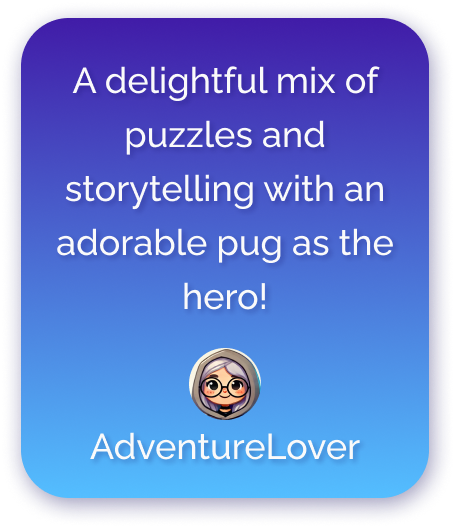 A delightful mix of
puzzles and
storytelling with an
adorable pug as the
hero!
AdventureLover